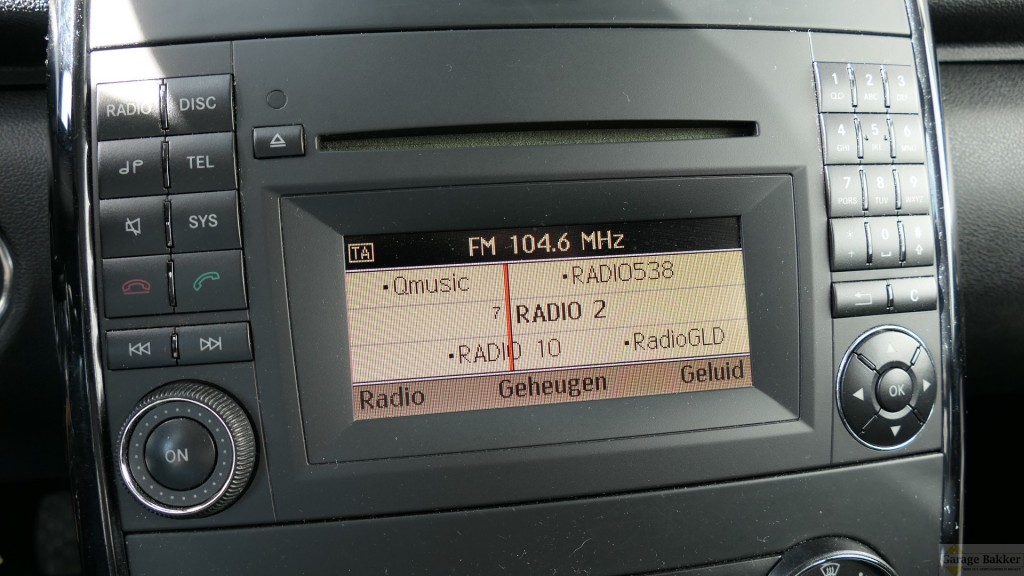 RADIO DISC
TEL
SYS
ON
TA FM 104.6 MHz
•Qmusic •RADIO538
7 RADIO 2
•RADIO 10 •RadioGLD
Radio Geheugen Geluid
1 2 3
4 5 6
GHI
7 8 9
0
C
OK
Garage Bakker